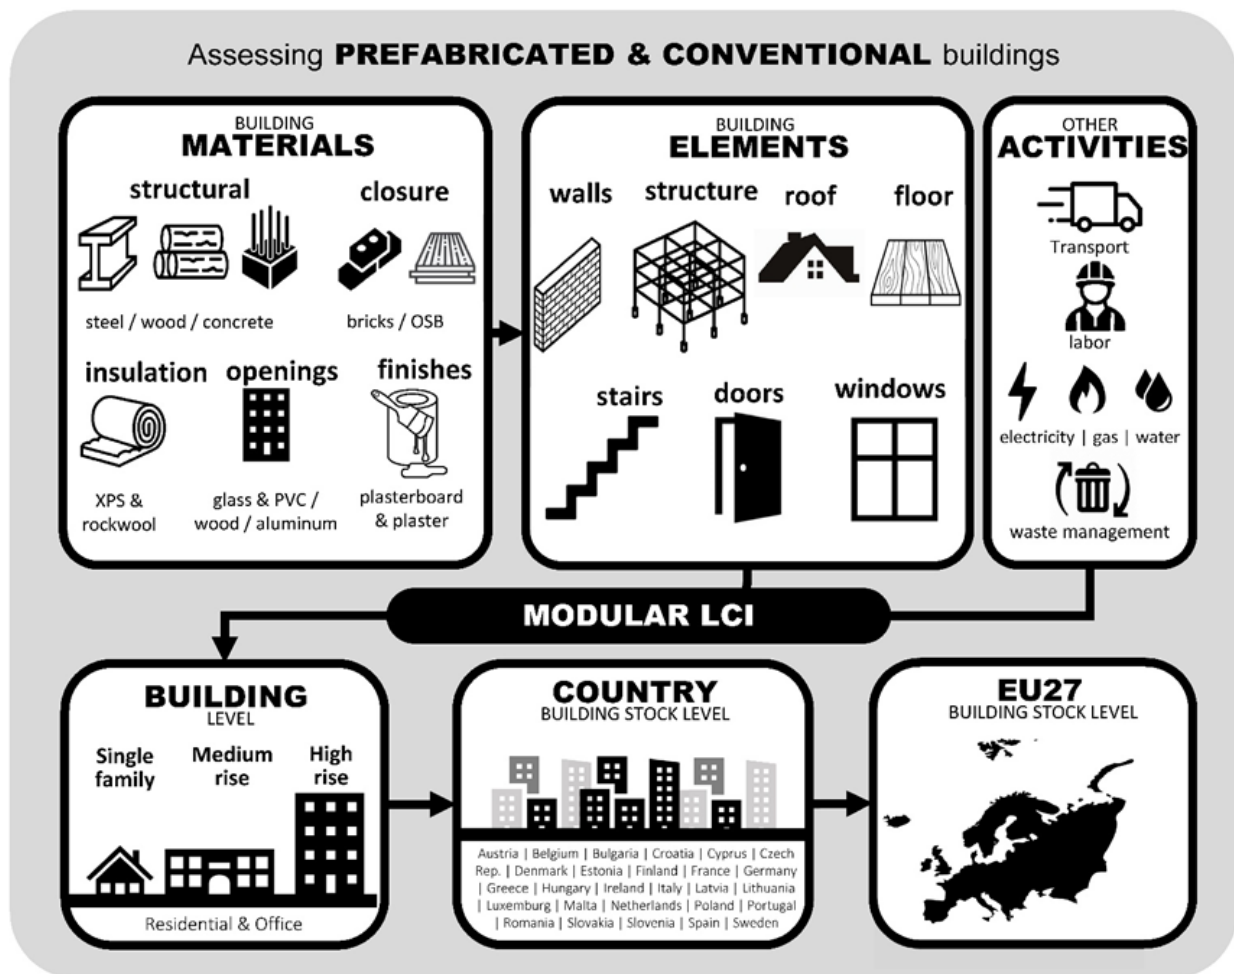 Assessing PREFABRICATED & CONVENTIONAL buildings
BUILDING
MATERIALS
structural
closure
steel / wood / concrete
bricks / OSB
insulation
openings
finishes
XPS &
rockwool
glass & PVC /
wood / aluminum
plasterboard
& plaster
BUILDING
ELEMENTS
walls
structure
roof
floor
stairs
doors
windows
OTHER
ACTIVITIES
Transport
labor
electricity | gas | water
waste management
MODULAR LCI
BUILDING
LEVEL
Single
family
Medium
rise
High
rise
Residential & Office
COUNTRY
BUILDING STOCK LEVEL
Austria | Belgium | Bulgaria | Croatia | Cyprus | Czech
Rep. | Denmark | Estonia | Finland | France | Germany
| Greece | Hungary | Ireland | Italy | Latvia | Lithuania
| Luxemburg | Malta | Netherlands | Poland | Portugal
| Romania | Slovakia | Slovenia | Spain | Sweden
EU27
BUILDING STOCK LEVEL